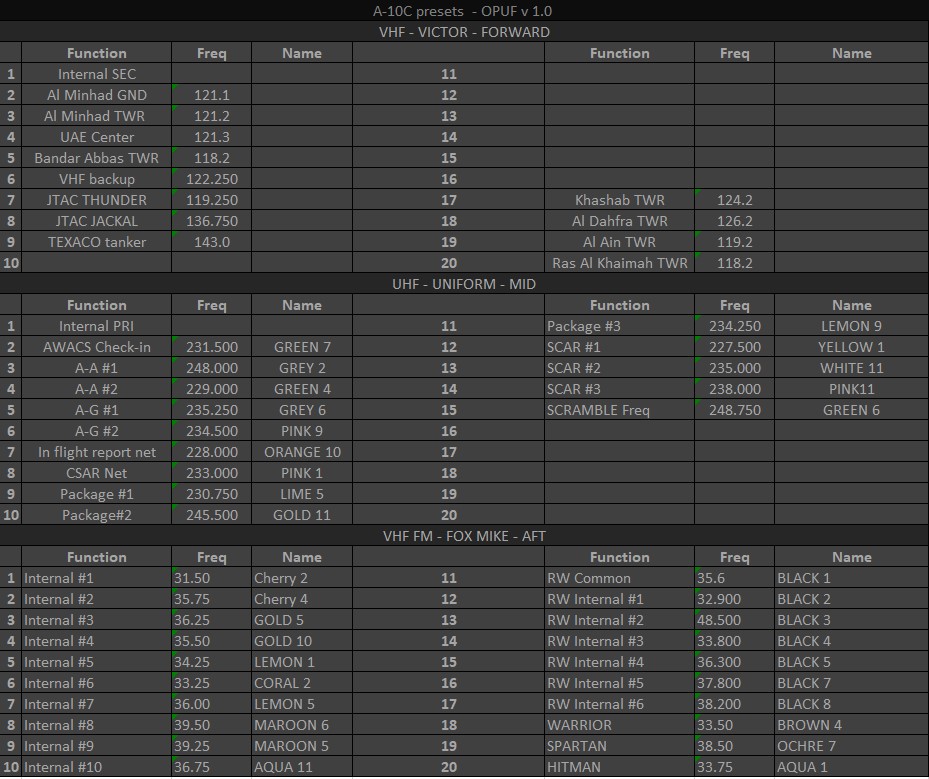 A-10C presets - OPUF v 1.0
VHF - VICTOR - FORWARD
Function Freq Name Function Freq Name
1 Internal SEC 11
2 Al Minhad GND 121.1 12
3 Al Minhad TWR 121.2 13
4 UAE Center 121.3 14
5 Bandar Abbas TWR 118.2 15
6 VHF backup 122.250 16
7 JTAC THUNDER 119.250 17 Khashab TWR 124.2
8 JTAC JACKAL 136.750 18 Al Dahfra TWR 126.2
9 TEXACO tanker 143.0 19 Al Ain TWR 119.2
10 20 Ras Al Khaimah TWR 118.2
UHF - UNIFORM - MID
Function Freq Name Function Freq Name
1 Internal PRI 11 Package #3 234.250 LEMON 9
2 AWACS Check-in 231.500 GREEN 7 12 SCAR #1 227.500 YELLOW 1
3 A-A #1 248.000 GREY 2 13 SCAR #2 235.000 WHITE 11
4 A-A #2 229.000 GREEN 4 14 SCAR #3 238.000 PINK11
5 A-G #1 235.250 GREY 6 15 SCRAMBLE Freq 248.750 GREEN 6
6 A-G #2 234.500 PINK 9 16
7 In flight report net 228.000 ORANGE 10 17
8 CSAR Net 233.000 PINK 1 18
9 Package #1 230.750 LIME 5 19
10 Package#2 245.500 GOLD 11 20
VHF FM - FOX MIKE - AFT
Function Freq Name Function Freq Name
1 Internal #1 31.50 Cherry 2 11 RW Common 35.6 BLACK 1
2 Internal #2 35.75 Cherry 4 12 RW Internal #1 32.900 BLACK 2
3 Internal #3 36.25 GOLD 5 13 RW Internal #2 48.500 BLACK 3
4 Internal #4 35.50 GOLD 10 14 RW Internal #3 33.800 BLACK 4
5 Internal #5 34.25 LEMON 1 15 RW Internal #4 36.300 BLACK 5
6 Internal #6 33.25 CORAL 2 16 RW Internal #5 37.800 BLACK 7
7 Internal #7 36.00 LEMON 5 17 RW Internal #6 38.200 BLACK 8
8 Internal #8 39.50 MAROON 6 18 WARRIOR 33.50 BROWN 4
9 Internal #9 39.25 MAROON 5 19 SPARTAN 38.50 OCHRE 7
10 Internal #10 36.75 AQUA 11 20 HITMAN 33.75 AQUA 1